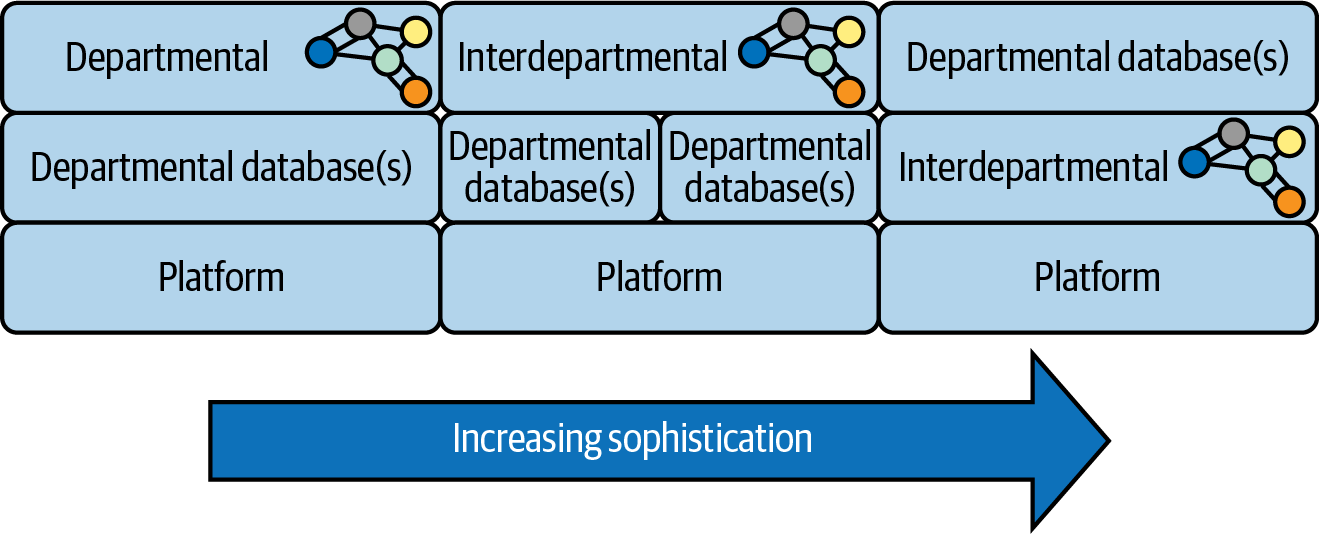 Departmental
Interdepartmental
Departmental database(s)
Departmental database(s)
Departmental
database(s)
Departmental
database(s)
Interdepartmental
Platform
Platform
Platform
Increasing sophistication